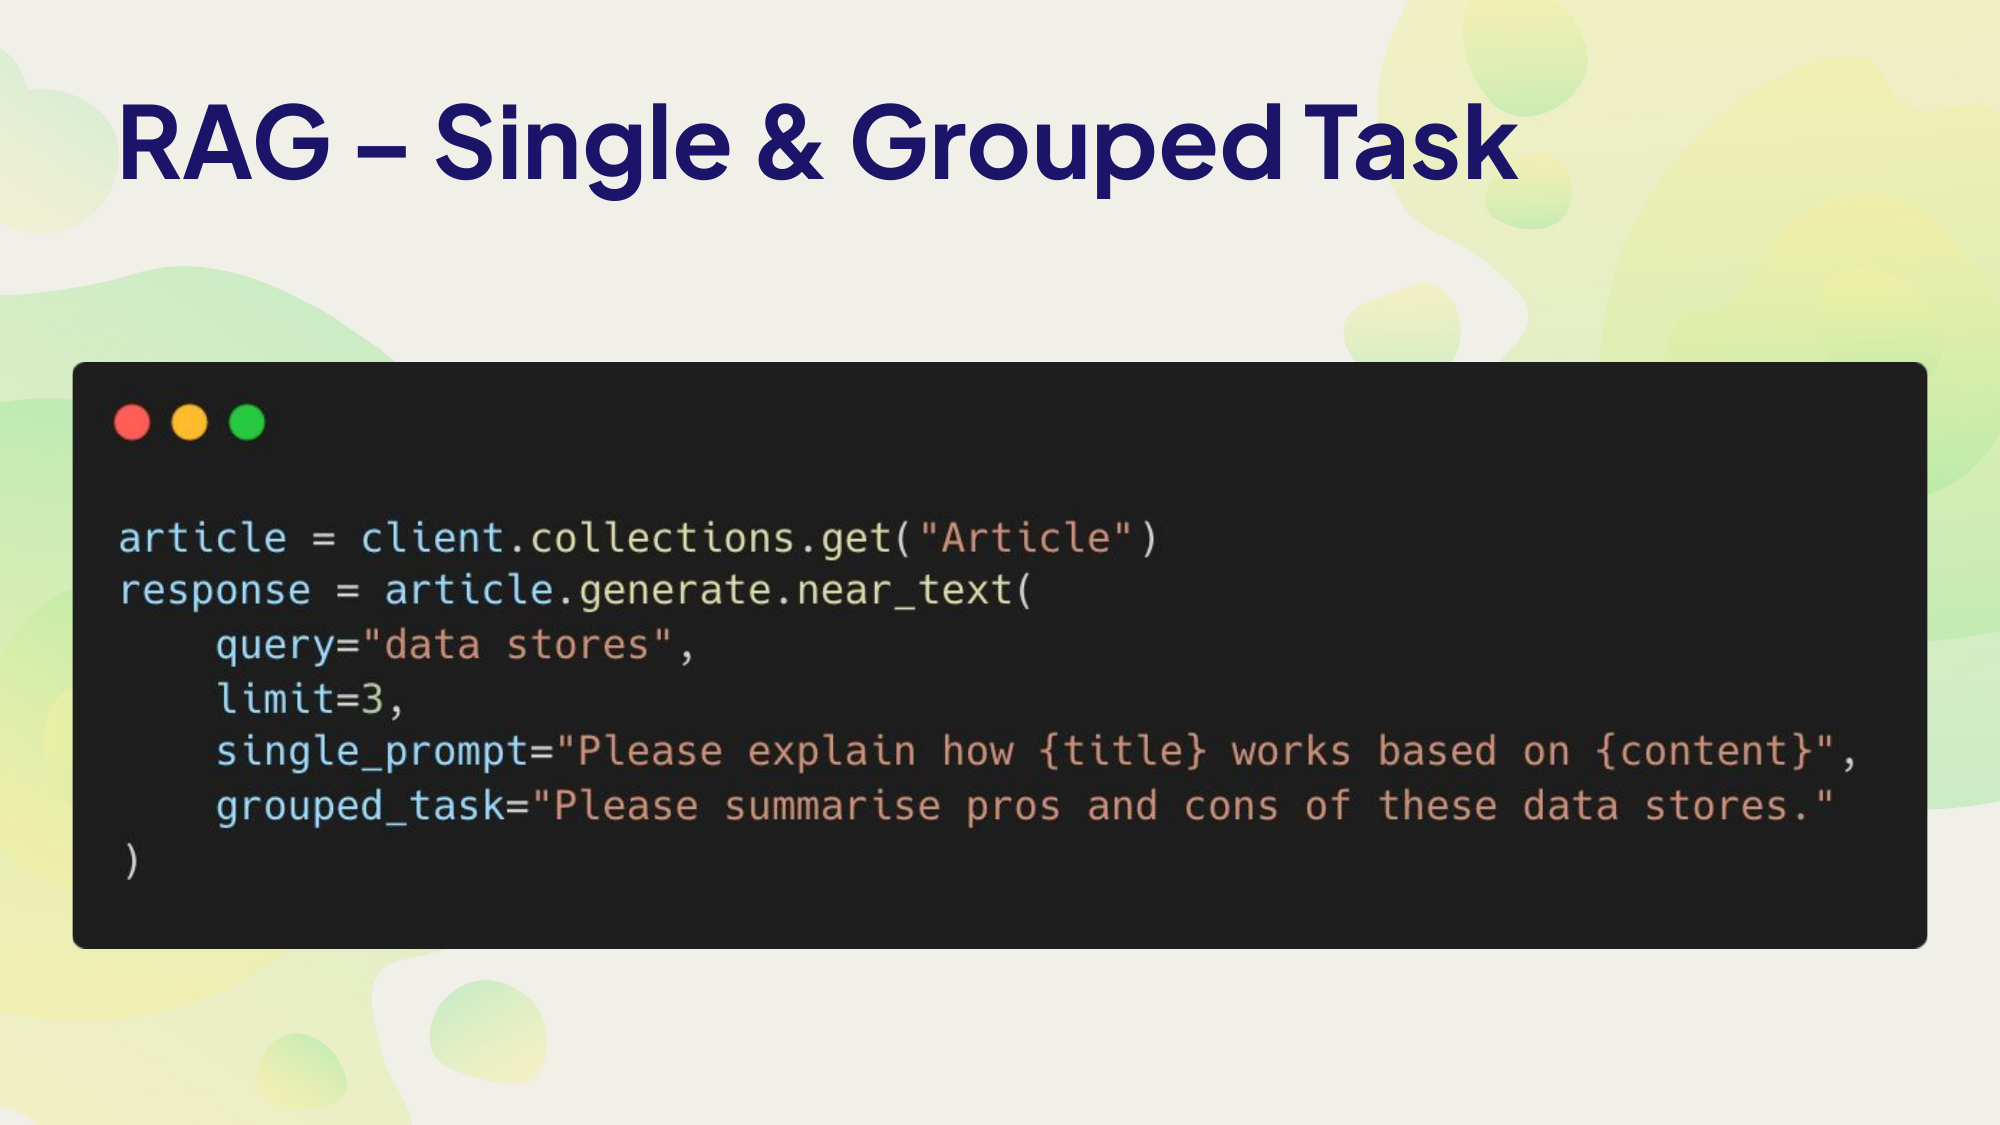 RAG – Single & Grouped Task
article = client.collections.get("Article")
response = article.generate.near_text(
    query="data stores",
    limit=3,
    single_prompt="Please explain how {title} works based on {content}",
    grouped_task="Please summarise pros and cons of these data stores."
)